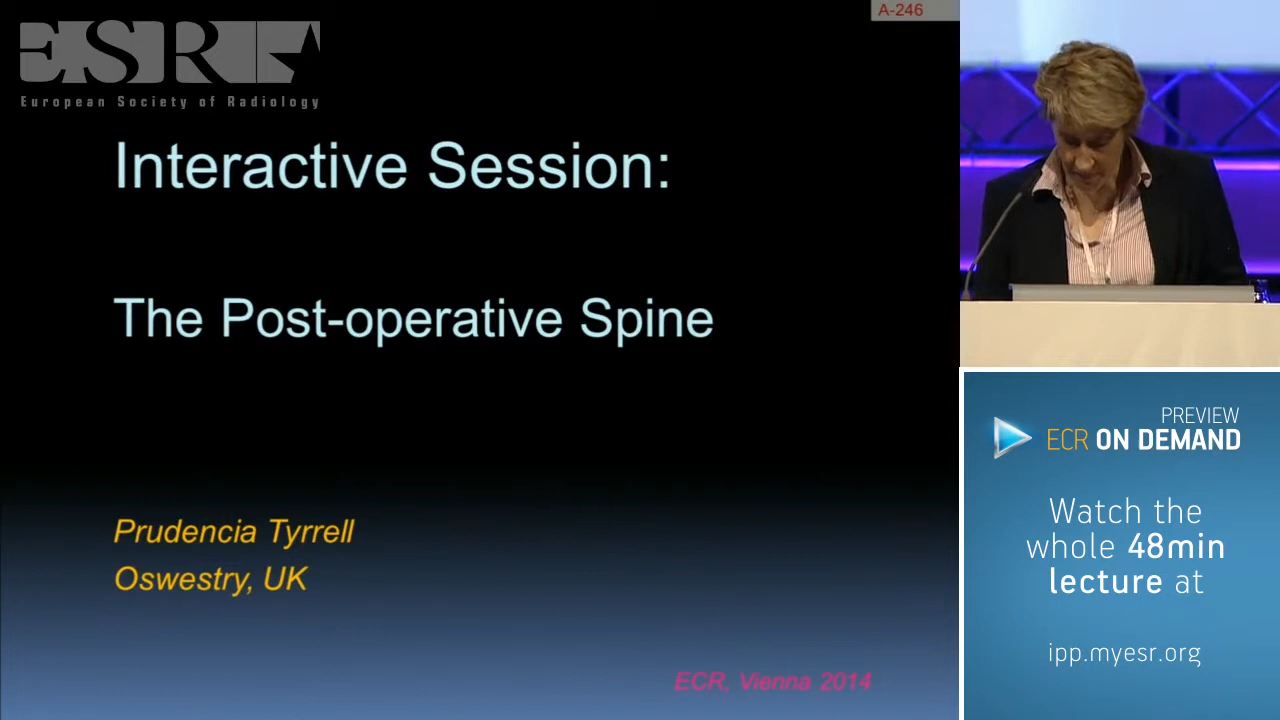 A-246
ESR
European Society of Radiology
Interactive Session:
The Post-operative Spine
Prudencia Tyrrell
Oswestry, UK
ECR, Vienna 2014
PREVIEW
ECR ON DEMAND
Watch the
whole 48min
lecture at
ipp.myesr.org